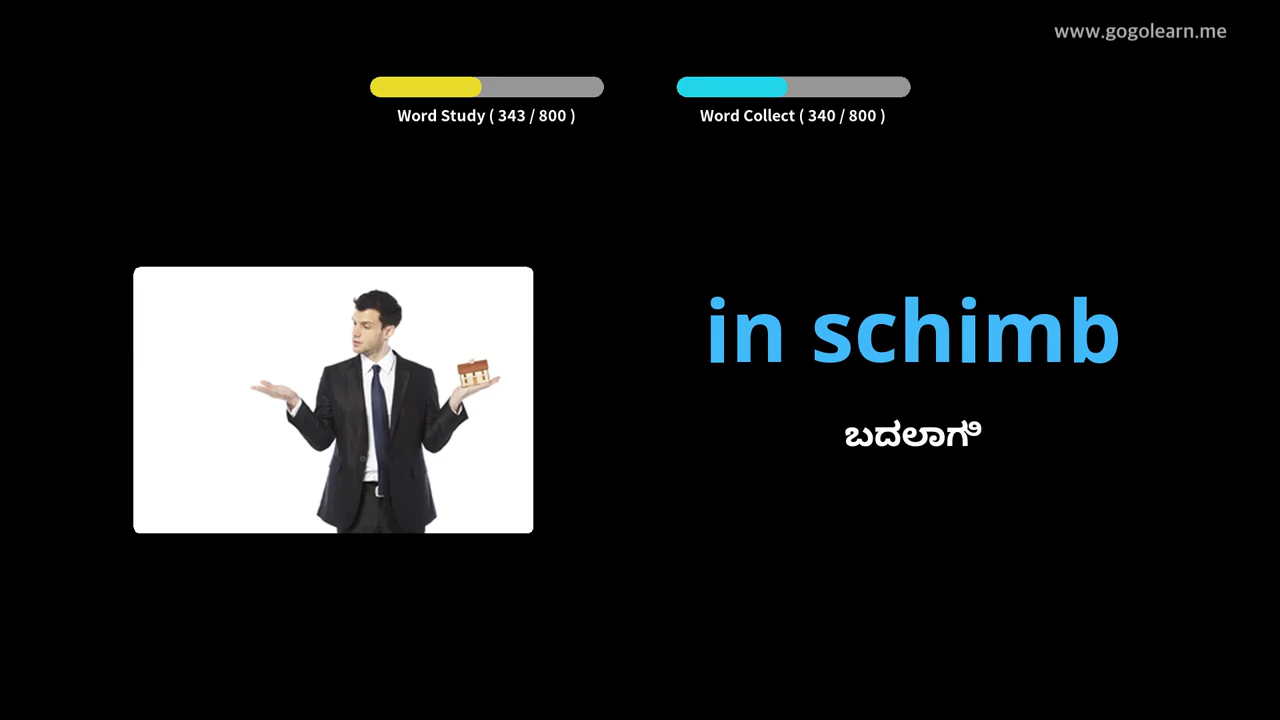 www.gogolearn.me
Word Study ( 343 / 800 )
Word Collect ( 340 / 800 )
in schimb
ಬದಲಾಗಿ